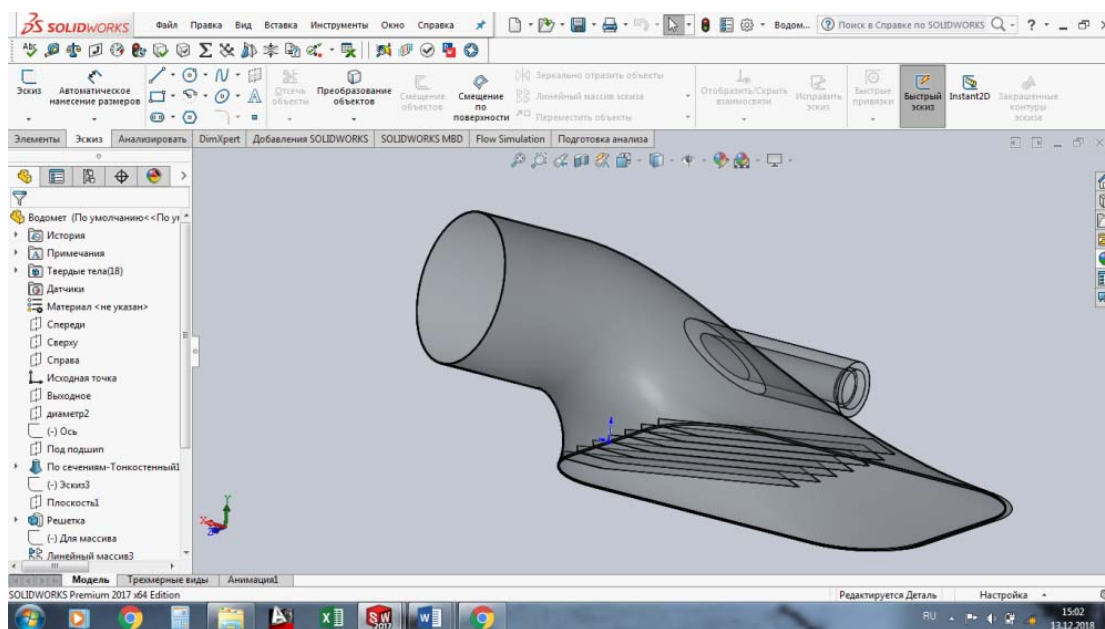 SOLIDWORKS Файл Правка Вид Вставка Инструменты Окно Справка Водом... Поиск в Справке по SOLIDWORKS
Эскиз Автоматическое нанесение размеров Отсечь объекты Преобразование объектов Смещение объектов Смещение по поверхности
Зеркально отразить объекты
Линейный массив эскиза
Переместить объекты
Отобразить/Скрыть взаимосвязи Исправить эскиз Быстрые привязки Быстрый эскиз Instant2D Закрашенные контуры эскиза
Элементы Эскиз Анализировать DimXpert Добавления SOLIDWORKS SOLIDWORKS MBD Flow Simulation Подготовка анализа
Водомет (По умолчанию<<По у
История
Примечания
Твердые тела(18)
Датчики
Материал <не указан>
Спереди
Сверху
Справа
Исходная точка
Выходное
диаметр2
(-) Ось
Под подшип
По сечениям-Тонкостенный1
(-) Эскиз3
Плоскость1
Решетка
(-) Для массива
Линейный массив3
Y
X
Z
Модель Трехмерные виды Анимация1
SOLIDWORKS Premium 2017 x64 Edition Редактируется Деталь Настройка
RU 15:02
13.12.2018